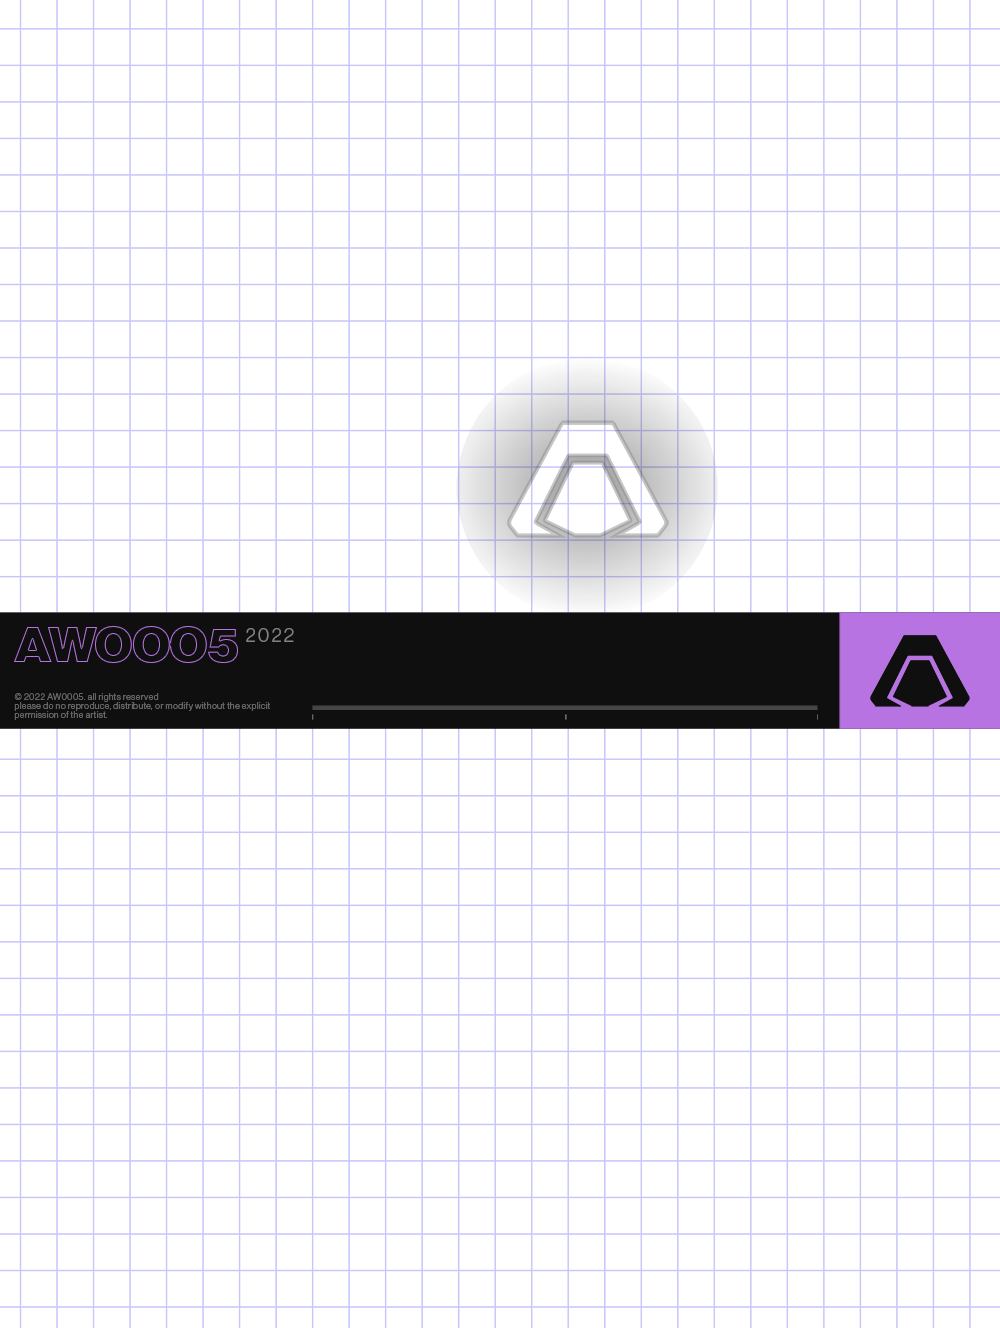 AW0005 2022
© 2022 AW0005. all rights reserved
please do no reproduce, distribute, or modify without the explicit
permission of the artist.